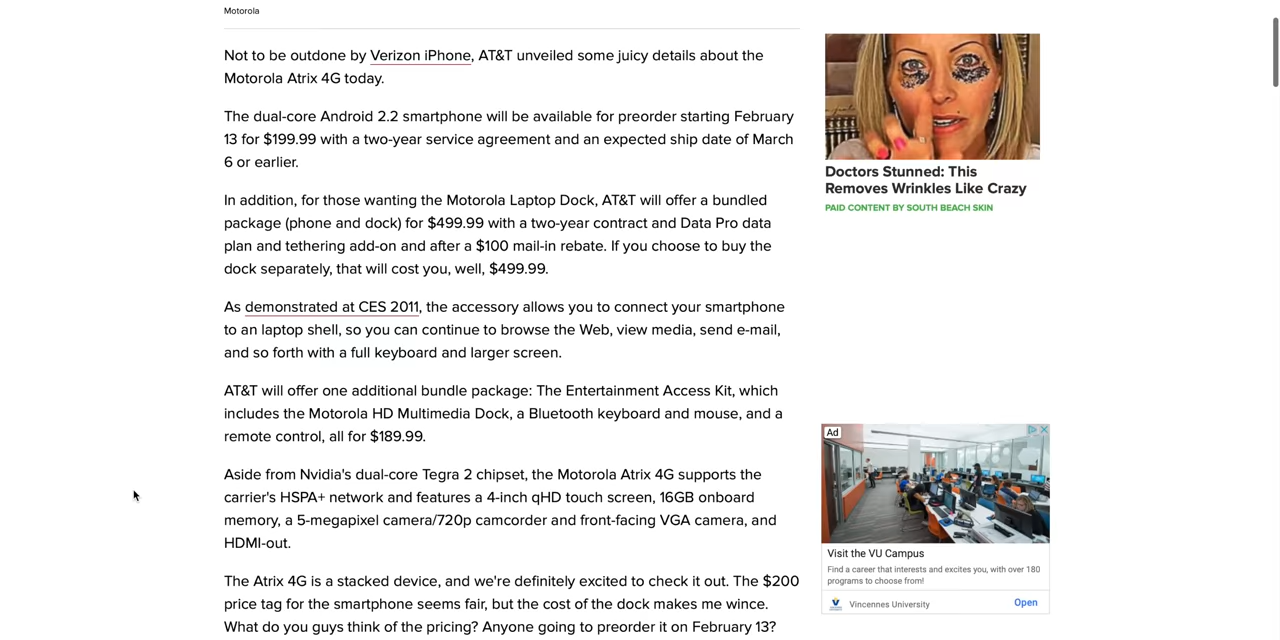 Motorola
Not to be outdone by Verizon iPhone, AT&T unveiled some juicy details about the
Motorola Atrix 4G today.
The dual-core Android 2.2 smartphone will be available for preorder starting February
13 for $199.99 with a two-year service agreement and an expected ship date of March
6 or earlier.
In addition, for those wanting the Motorola Laptop Dock, AT&T will offer a bundled
package (phone and dock) for $499.99 with a two-year contract and Data Pro data
plan and tethering add-on and after a $100 mail-in rebate. If you choose to buy the
dock separately, that will cost you, well, $499.99.
As demonstrated at CES 2011, the accessory allows you to connect your smartphone
to an laptop shell, so you can continue to browse the Web, view media, send e-mail,
and so forth with a full keyboard and larger screen.
AT&T will offer one additional bundle package: The Entertainment Access Kit, which
includes the Motorola HD Multimedia Dock, a Bluetooth keyboard and mouse, and a
remote control, all for $189.99.
Aside from Nvidia's dual-core Tegra 2 chipset, the Motorola Atrix 4G supports the
carrier's HSPA+ network and features a 4-inch qHD touch screen, 16GB onboard
memory, a 5-megapixel camera/720p camcorder and front-facing VGA camera, and
HDMI-out.
The Atrix 4G is a stacked device, and we're definitely excited to check it out. The $200
price tag for the smartphone seems fair, but the cost of the dock makes me wince.
What do you guys think of the pricing? Anyone going to preorder it on February 13?
Doctors Stunned: This
Removes Wrinkles Like Crazy
PAID CONTENT BY SOUTH BEACH SKIN
Ad
Visit the VU Campus
Find a career that interests and excites you, with over 180
programs to choose from!
Vincennes University
Open